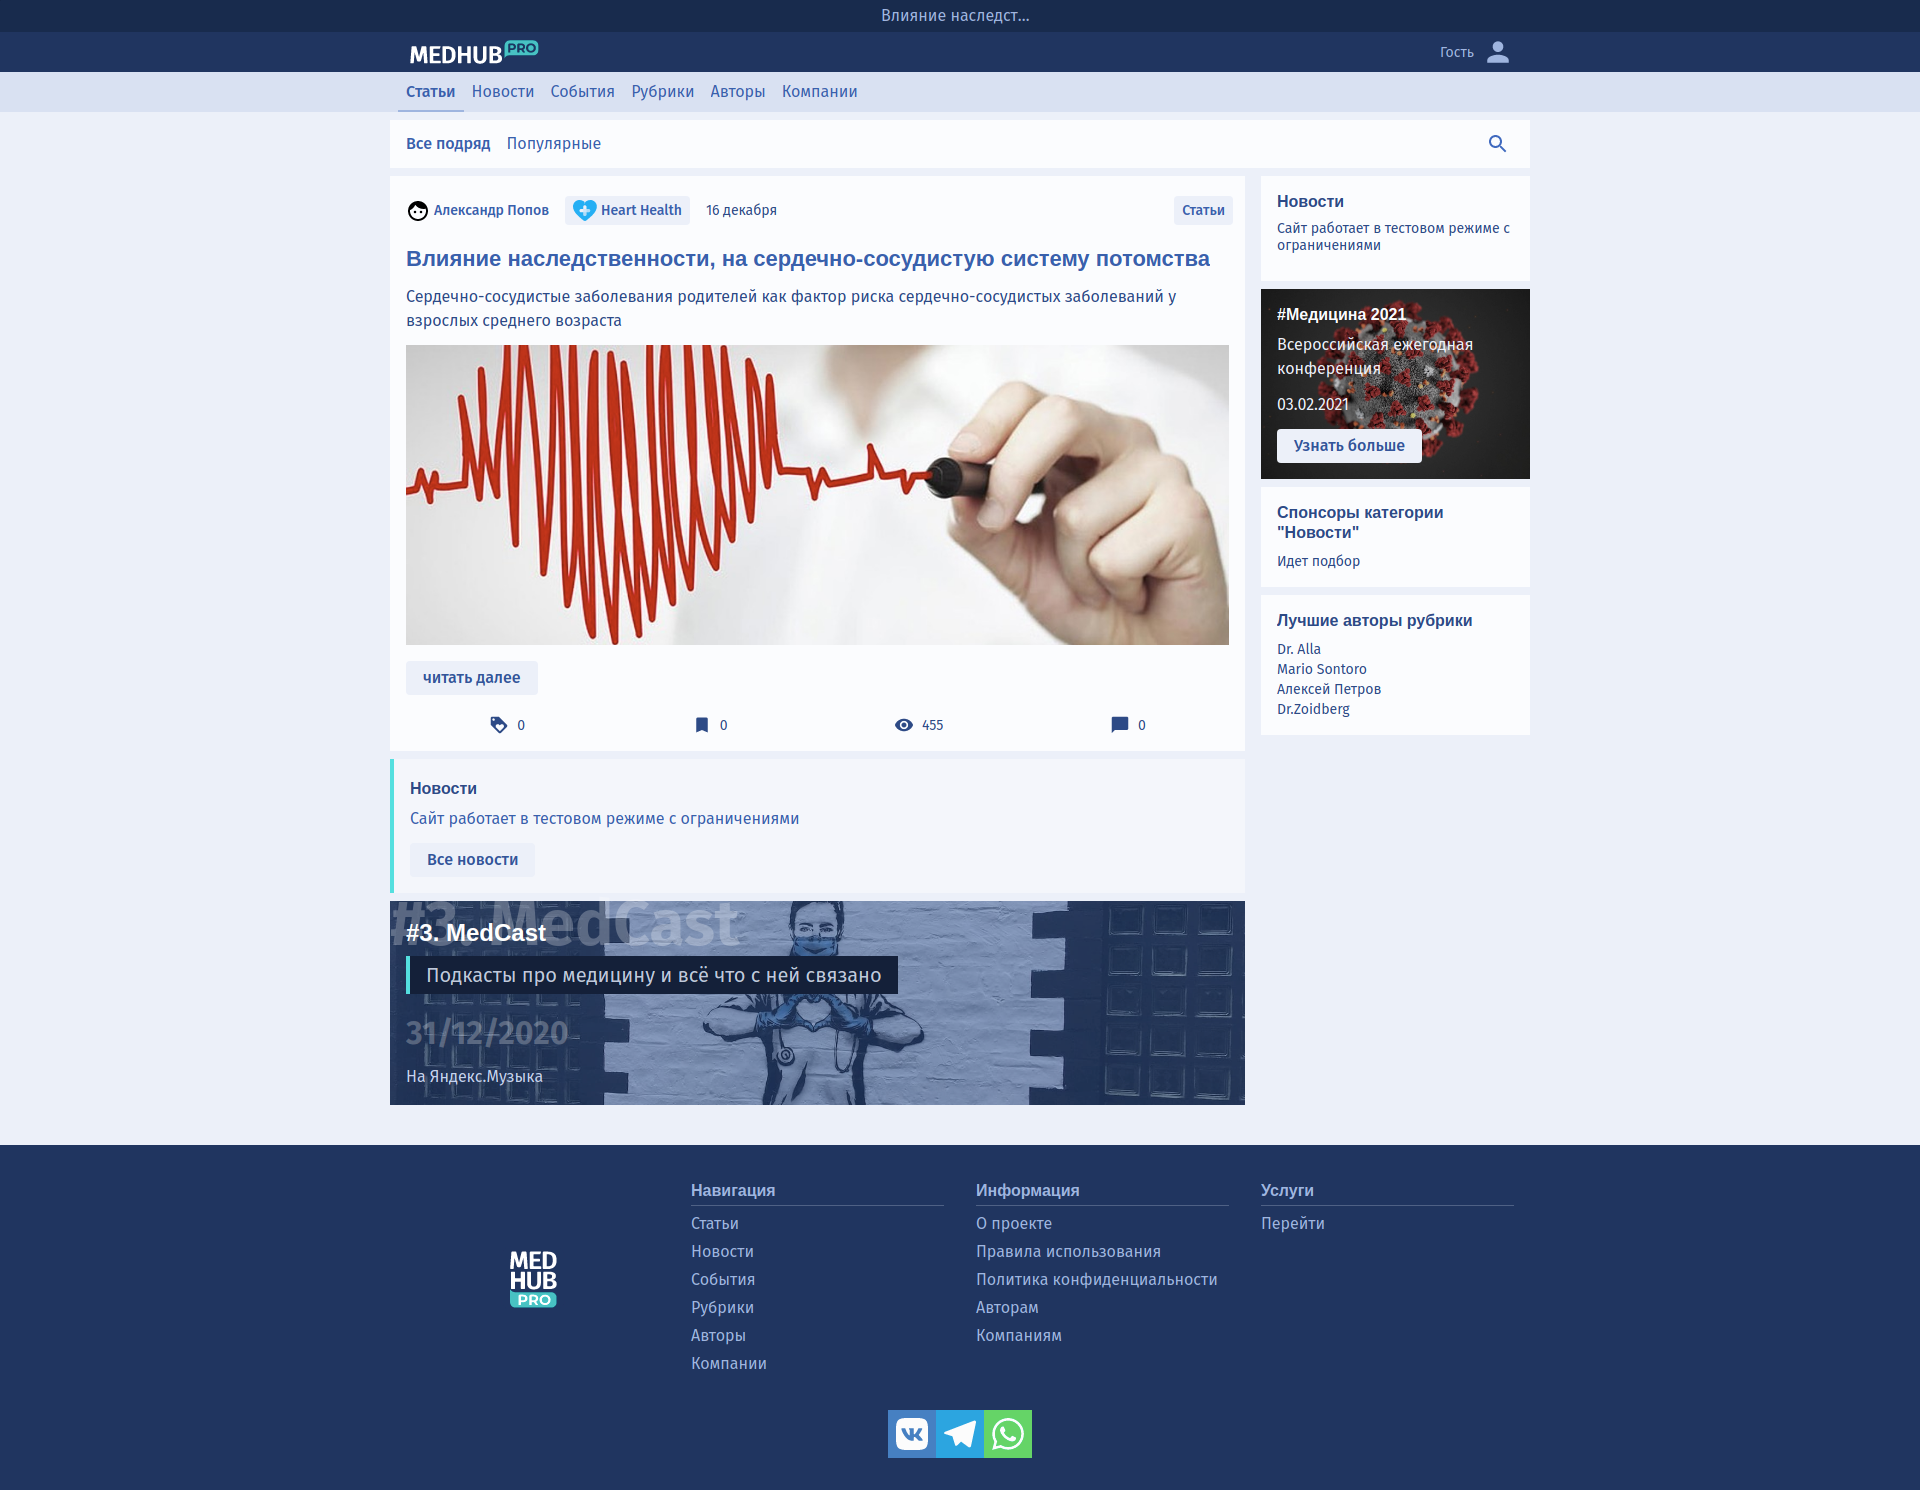 Влияние наследст...
MEDHUB PRO
Гость
Статьи Новости События Рубрики Авторы Компании
Все подряд Популярные
Александр Попов Heart Health 16 декабря Статьи
Влияние наследственности, на сердечно-сосудистую систему потомства
Сердечно-сосудистые заболевания родителей как фактор риска сердечно-сосудистых заболеваний у
взрослых среднего возраста
читать далее
0 0 455 0
Новости
Сайт работает в тестовом режиме с ограничениями
Все новости
#3. MedCast
#3. MedCast
Подкасты про медицину и всё что с ней связано
31/12/2020
На Яндекс.Музыка
Новости
Сайт работает в тестовом режиме с
ограничениями
#Медицина 2021
Всероссийская ежегодная
конференция
03.02.2021
Узнать больше
Спонсоры категории
"Новости"
Идет подбор
Лучшие авторы рубрики
Dr. Alla
Mario Sontoro
Алексей Петров
Dr.Zoidberg
MED
HUB
PRO
Навигация
Статьи
Новости
События
Рубрики
Авторы
Компании
Информация
О проекте
Правила использования
Политика конфиденциальности
Авторам
Компаниям
Услуги
Перейти